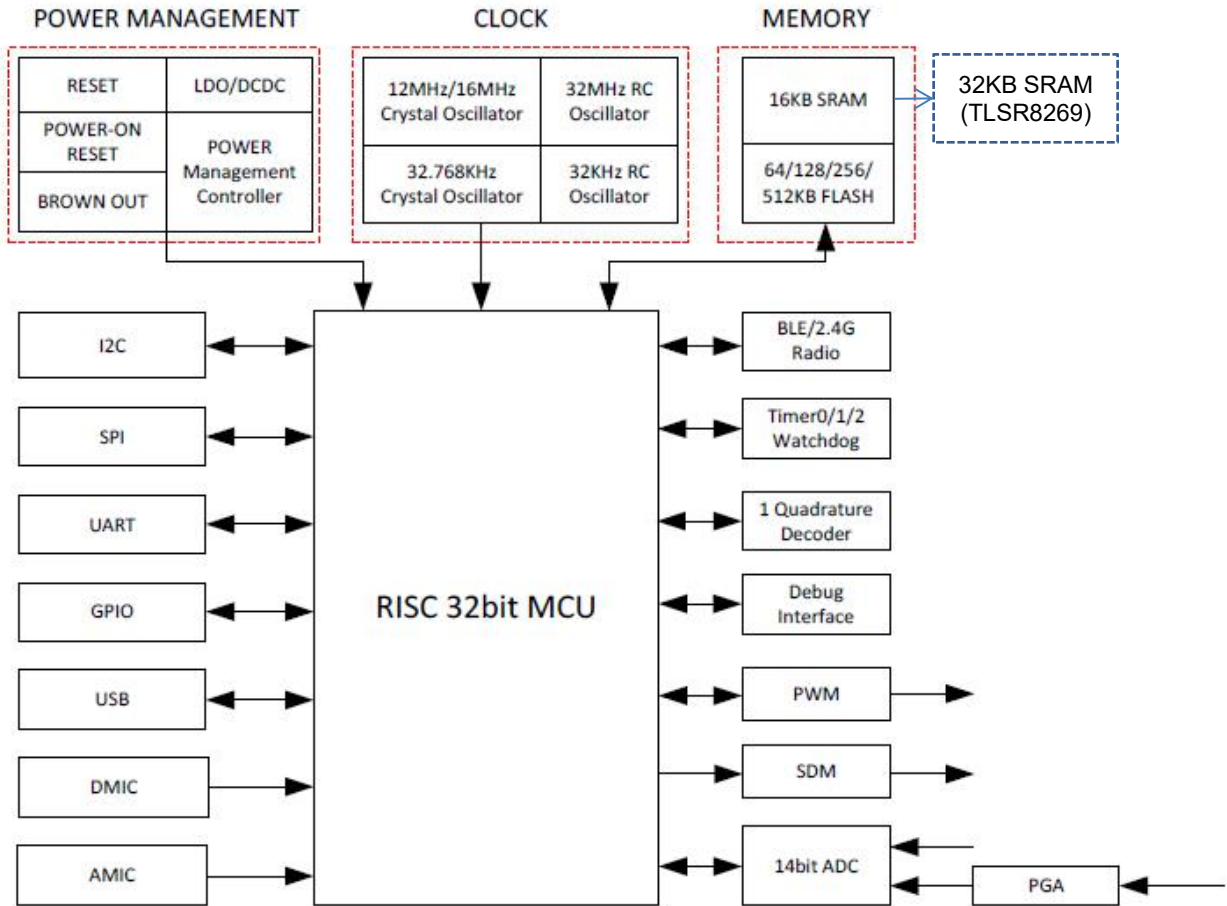 POWER MANAGEMENT
CLOCK
MEMORY
RESET
LDO/DCDC
POWER-ON
RESET
BROWN OUT
POWER
Management
Controller
12MHz/16MHz
Crystal Oscillator
32MHz RC
Oscillator
32.768KHz
Crystal Oscillator
32KHz RC
Oscillator
16KB SRAM
64/128/256/
512KB FLASH
32KB SRAM
(TLSR8269)
I2C
SPI
UART
GPIO
USB
DMIC
AMIC
RISC 32bit MCU
BLE/2.4G
Radio
Timer0/1/2
Watchdog
1 Quadrature
Decoder
Debug
Interface
PWM
SDM
14bit ADC
PGA